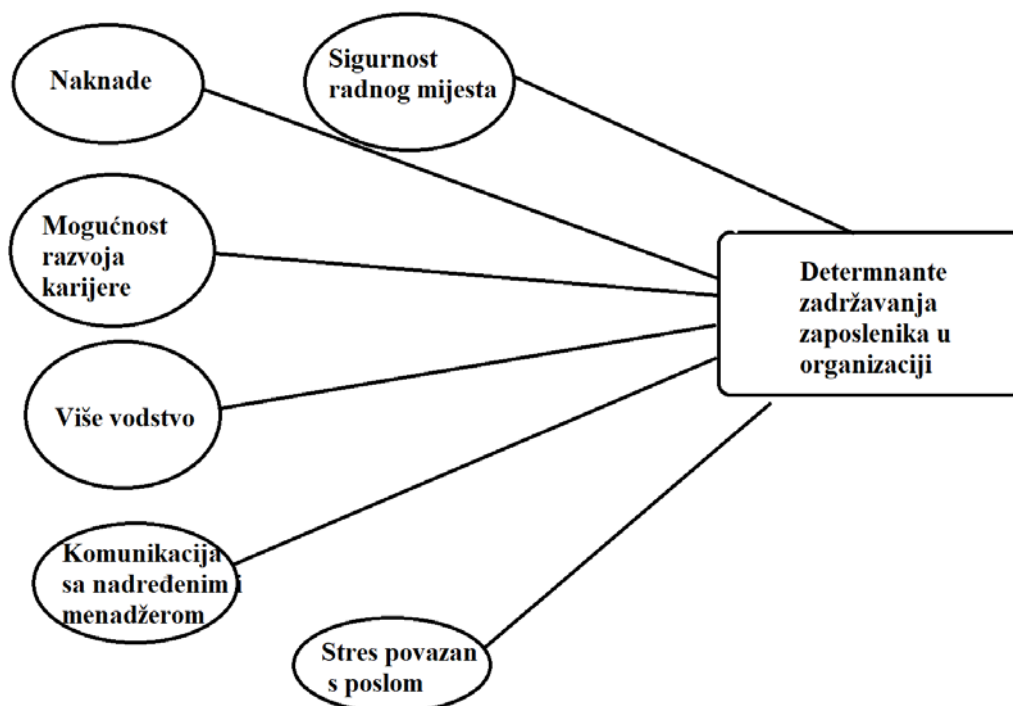 Naknade
Sigurnost
radnog mijesta
Mogućnost
razvoja
karijere
Determnante
zadržavanja
zaposlenika u
organizaciji
Više vodstvo
Komunikacija
sa nadređenim i
menadžerom
Stres povazan
s poslom